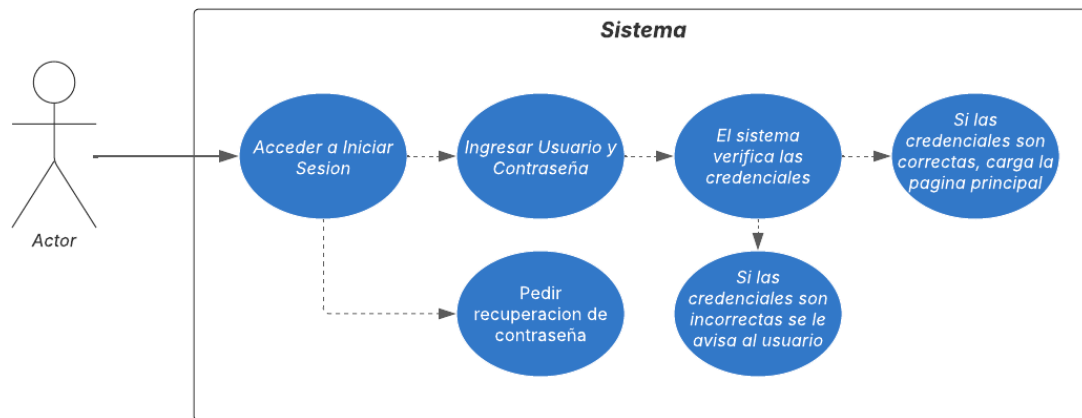 Sistema
Actor
Acceder a Iniciar
Sesion
Ingresar Usuario y
Contraseña
El sistema
verifica las
credenciales
Si las
credenciales son
correctas, carga la
pagina principal
Pedir
recuperacion de
contraseña
Si las
credenciales son
incorrectas se le
avisa al usuario